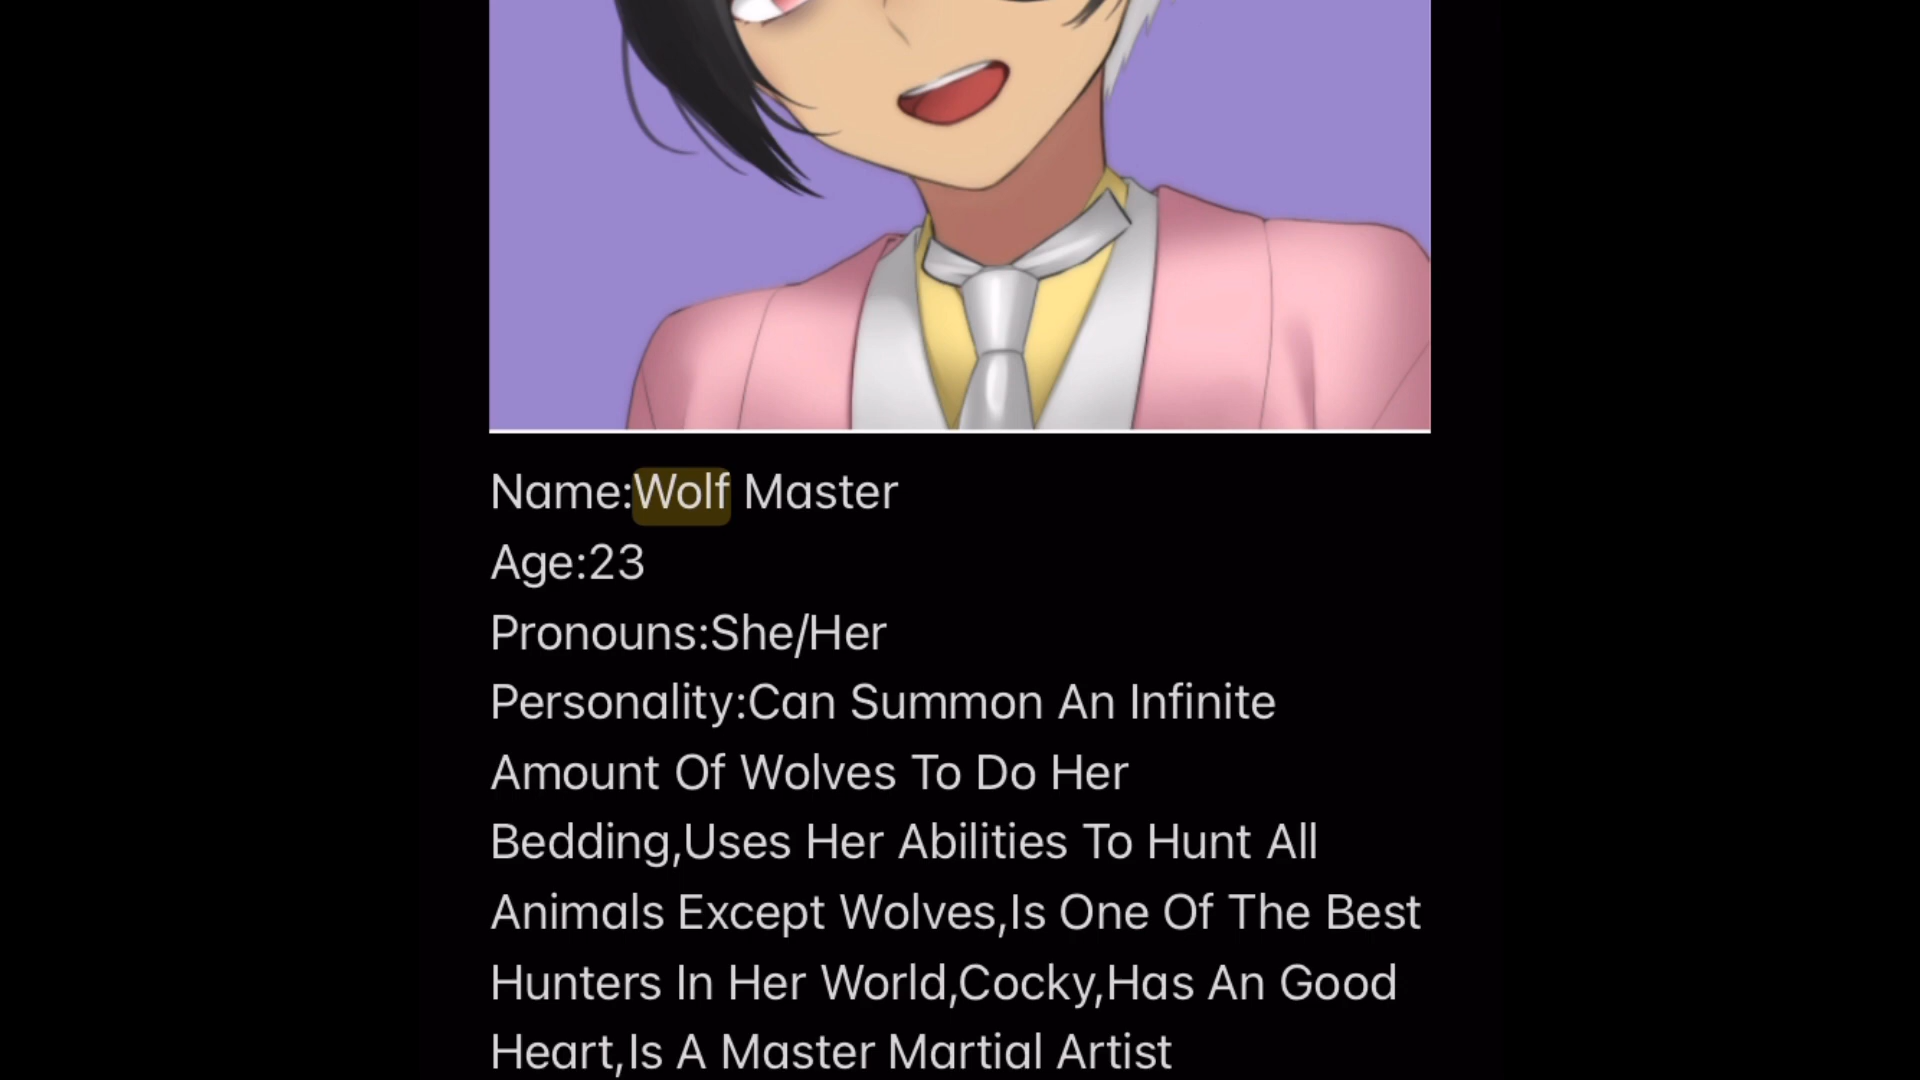 Name:Wolf Master
Age:23
Pronouns:She/Her
Personality:Can Summon An Infinite
Amount Of Wolves To Do Her
Bedding,Uses Her Abilities To Hunt All
Animals Except Wolves,Is One Of The Best
Hunters In Her World,Cocky,Has An Good
Heart,Is A Master Martial Artist